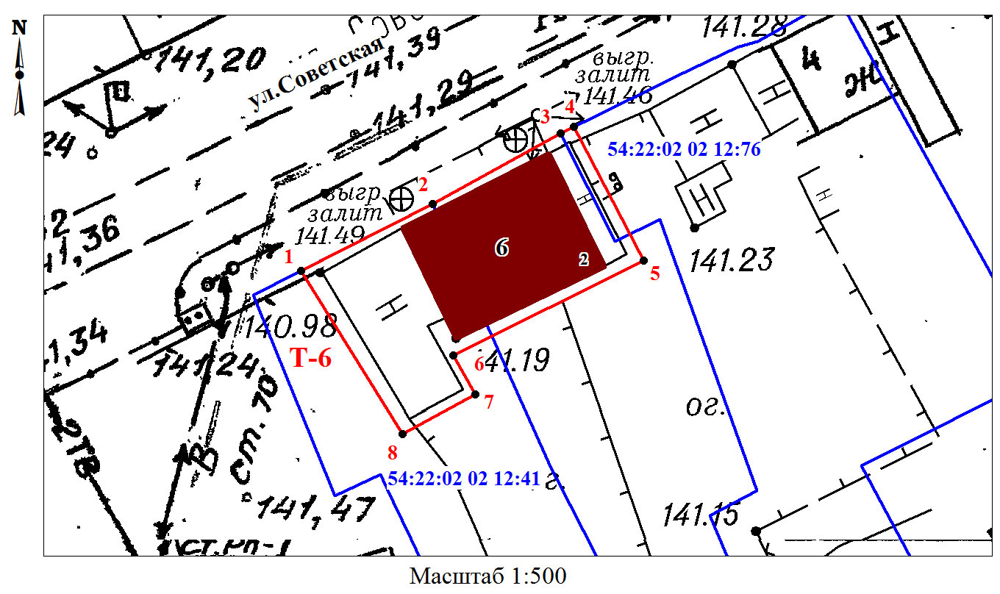 N
141.28
141,20
ул.Советская
141,39
выгр.
залит
141.46
4
Ж
Н
Н
141,29
3
4
24
54:22:02 02 12:76
2
выгр.
залит
141.49
Н
в
Н
Н
Н
6
2
141.23
1
5
140.98
Т-6
141,34
141,24
6
41.19
7
ог.
ст.10
8
2ТВ
В
54:22:02 02 12:41
г.
141,47
141.15
Масштаб 1:500